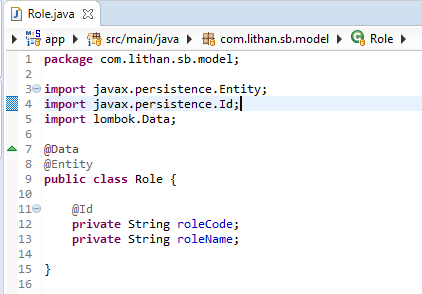 Role.java
app src/main/java com.lithan.sb.model Role
1 package com.lithan.sb.model;
2
3 import javax.persistence.Entity;
4 import javax.persistence.Id;
5 import lombok.Data;
6
7 @Data
8 @Entity
9 public class Role {
10
11 @Id
12 private String roleCode;
13 private String roleName;
14
15 }
16